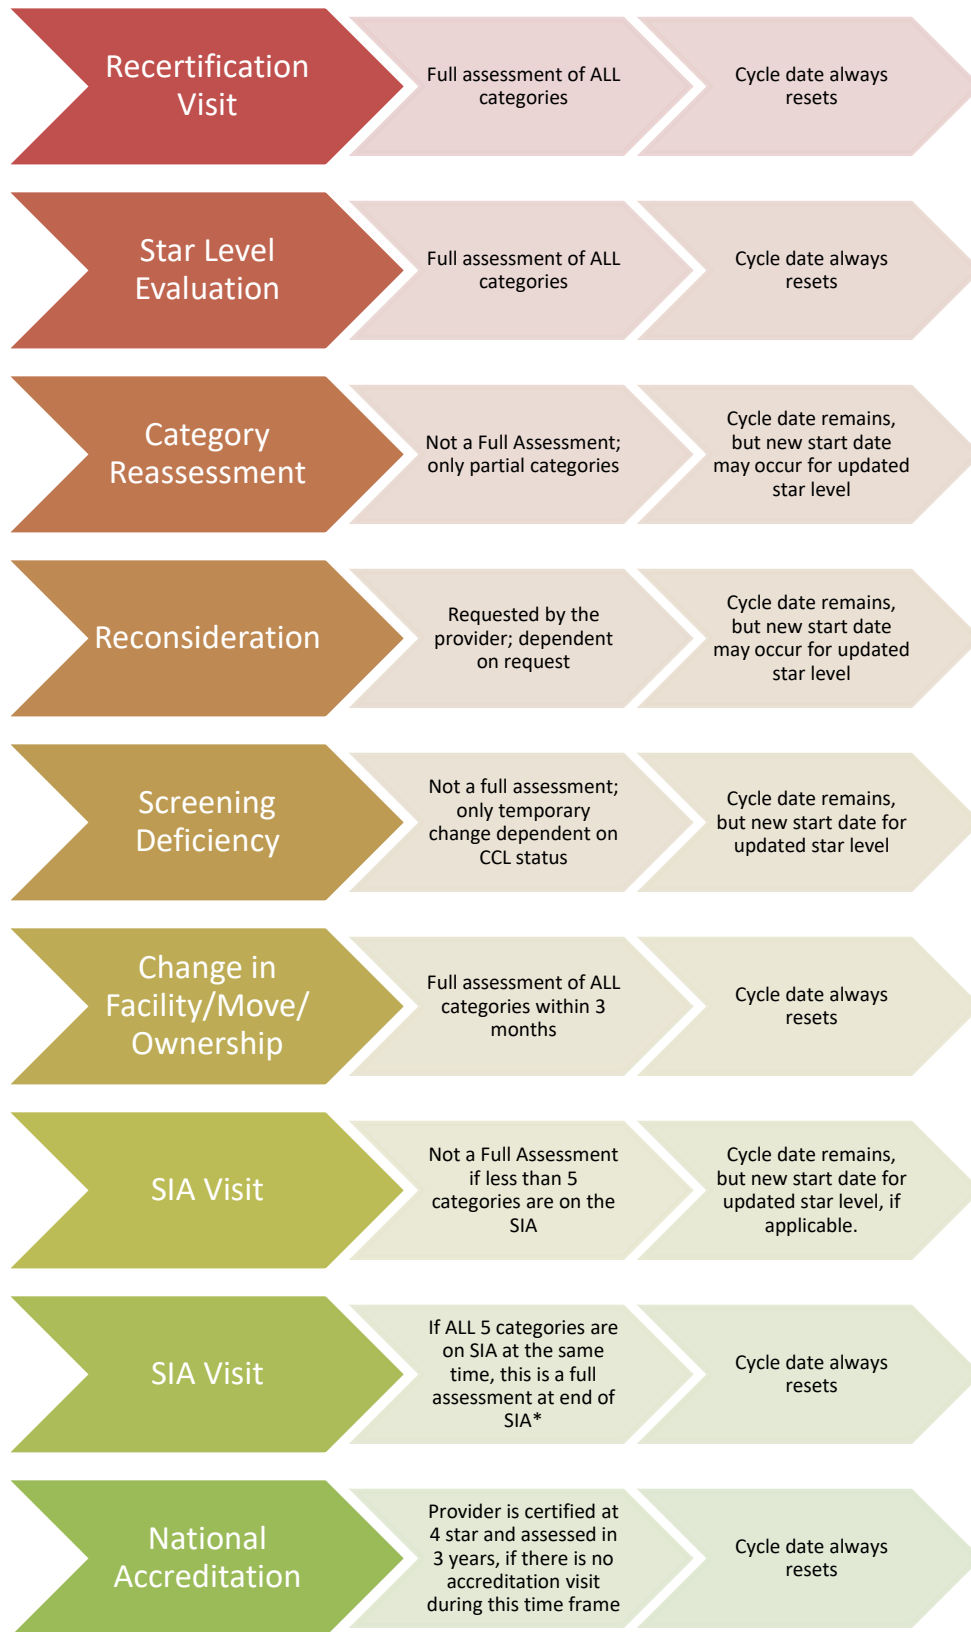 Recertification
Visit
Full assessment of ALL
categories
Cycle date always
resets
Star Level
Evaluation
Full assessment of ALL
categories
Cycle date always
resets
Category
Reassessment
Not a Full Assessment;
only partial categories
Cycle date remains,
but new start date
may occur for updated
star level
Reconsideration
Requested by the
provider; dependent
on request
Cycle date remains,
but new start date
may occur for updated
star level
Screening
Deficiency
Not a full assessment;
only temporary
change dependent on
CCL status
Cycle date remains,
but new start date for
updated star level
Change in
Facility/Move/
Ownership
Full assessment of ALL
categories within 3
months
Cycle date always
resets
SIA Visit
Not a Full Assessment
if less than 5
categories are on the
SIA
Cycle date remains,
but new start date for
updated star level, if
applicable.
SIA Visit
If ALL 5 categories are
on SIA at the same
time, this is a full
assessment at end of
SIA*
Cycle date always
resets
National
Accreditation
Provider is certified at
4 star and assessed in
3 years, if there is no
accreditation visit
during this time frame
Cycle date always
resets